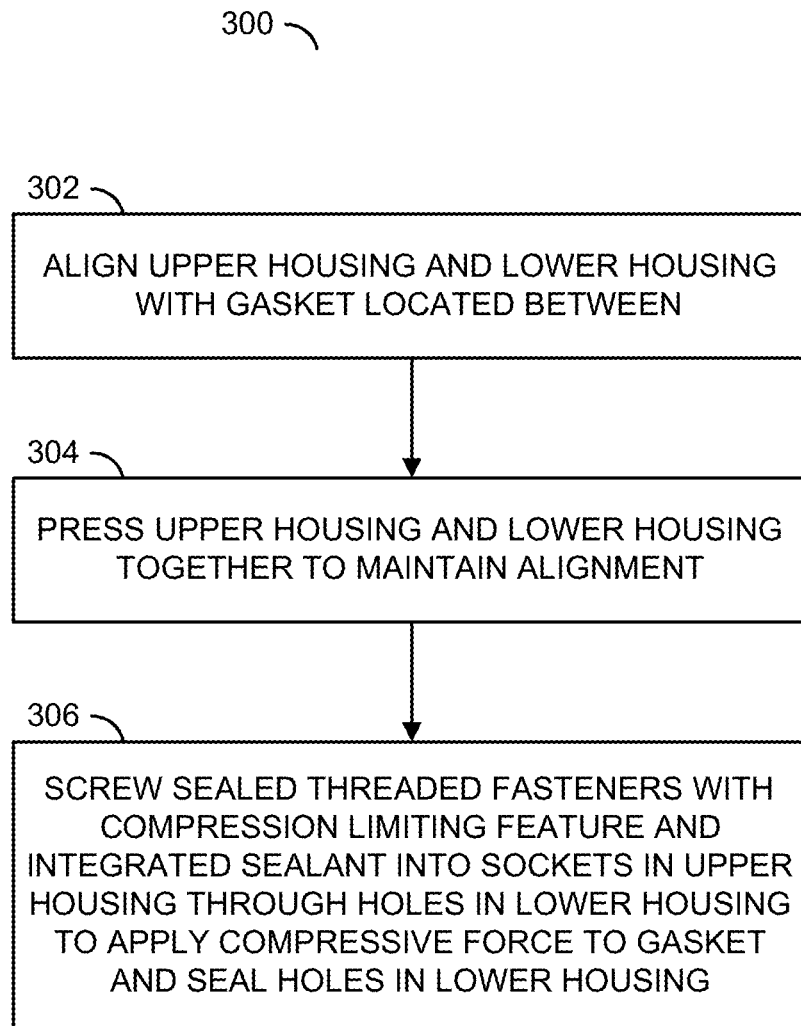 300
302
ALIGN UPPER HOUSING AND LOWER HOUSING
WITH GASKET LOCATED BETWEEN
304
PRESS UPPER HOUSING AND LOWER HOUSING
TOGETHER TO MAINTAIN ALIGNMENT
306
SCREW SEALED THREADED FASTENERS WITH
COMPRESSION LIMITING FEATURE AND
INTEGRATED SEALANT INTO SOCKETS IN UPPER
HOUSING THROUGH HOLES IN LOWER HOUSING
TO APPLY COMPRESSIVE FORCE TO GASKET
AND SEAL HOLES IN LOWER HOUSING